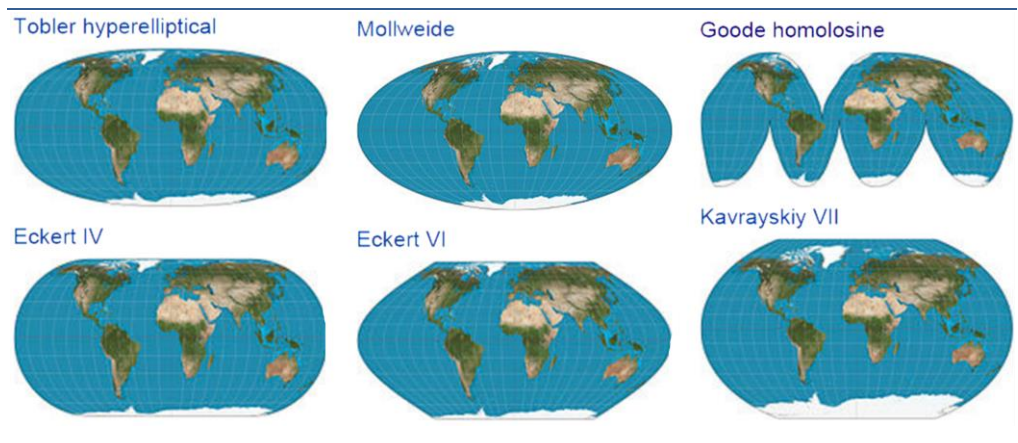 Tobler hyperelliptical
Mollweide
Goode homolosine
Eckert IV
Eckert VI
Kavrayskiy VII